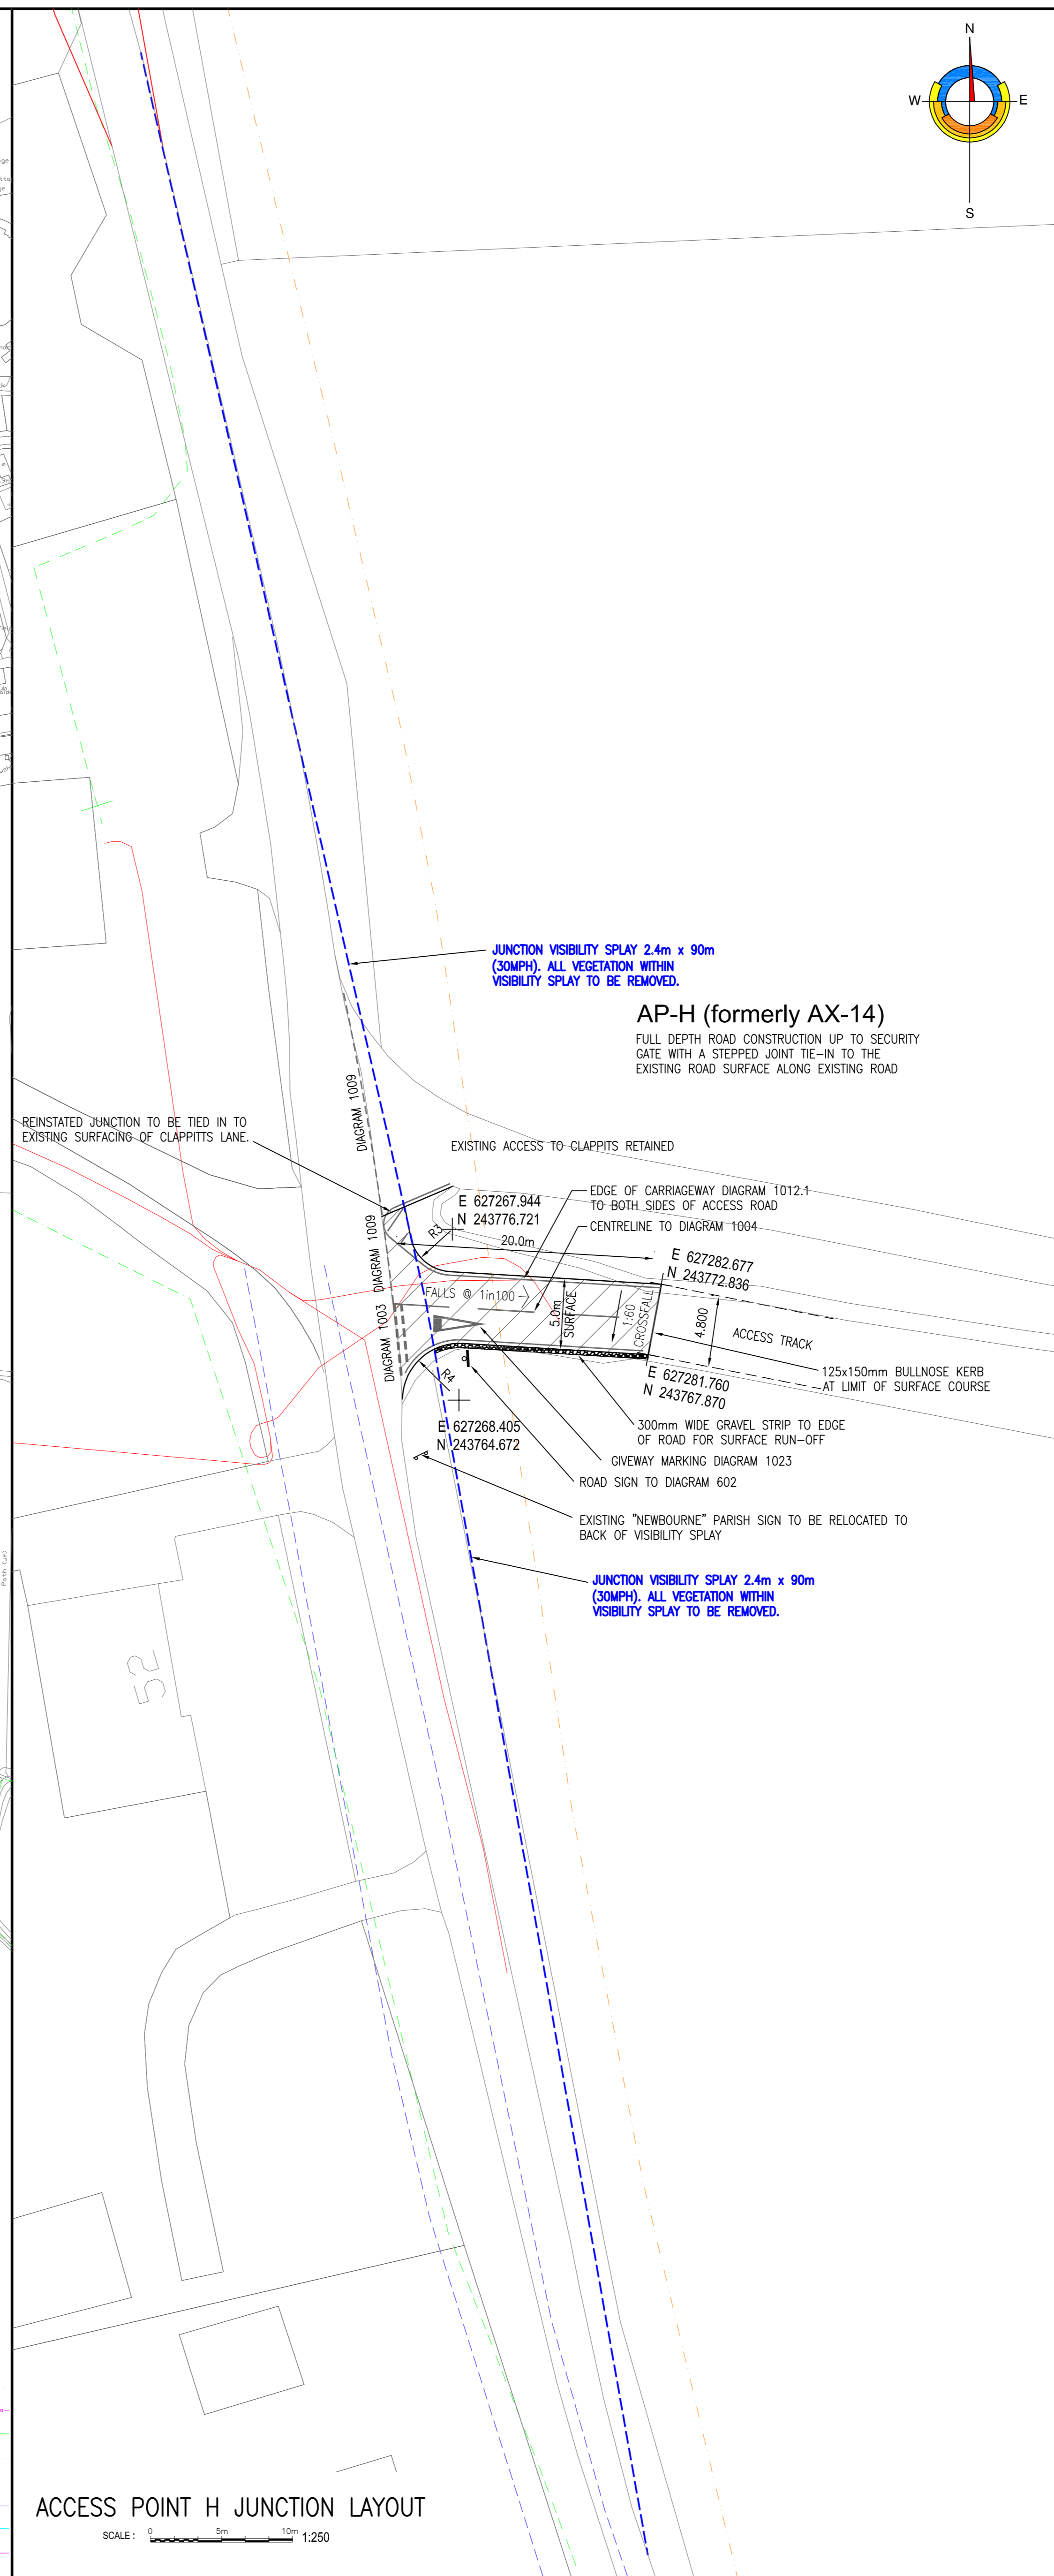 N
W
E
S
JUNCTION VISIBILITY SPLAY 2.4m x 90m
(30MPH). ALL VEGETATION WITHIN
VISIBILITY SPLAY TO BE REMOVED.
AP-H (formerly AX-14)
FULL DEPTH ROAD CONSTRUCTION UP TO SECURITY
GATE WITH A STEPPED JOINT TIE-IN TO THE
EXISTING ROAD SURFACE ALONG EXISTING ROAD
DIAGRAM 1009
REINSTATED JUNCTION TO BE TIED IN TO
EXISTING SURFACING OF CLAPPITTS LANE.
EXISTING ACCESS TO CLAPPITS RETAINED
EDGE OF CARRIAGEWAY DIAGRAM 1012.1
TO BOTH SIDES OF ACCESS ROAD
E 627267.944
N 243776.721
CENTRELINE TO DIAGRAM 1004
DIAGRAM 1009
R3
20.0m
E 627282.677
N 243772.836
FALLS @ 1in100
5.0m
SURFACE
1:60
CROSSFALL
4.800
ACCESS TRACK
DIAGRAM 1003
R4
125x150mm BULLNOSE KERB
AT LIMIT OF SURFACE COURSE
E 627281.760
N 243767.870
E 627268.405
N 243764.672
300mm WIDE GRAVEL STRIP TO EDGE
OF ROAD FOR SURFACE RUN-OFF
GIVEWAY MARKING DIAGRAM 1023
ROAD SIGN TO DIAGRAM 602
EXISTING "NEWBOURNE" PARISH SIGN TO BE RELOCATED TO
BACK OF VISIBILITY SPLAY
JUNCTION VISIBILITY SPLAY 2.4m x 90m
(30MPH). ALL VEGETATION WITHIN
VISIBILITY SPLAY TO BE REMOVED.
Path (um)
52
ACCESS POINT H JUNCTION LAYOUT
SCALE : 0 5m 10m 1:250